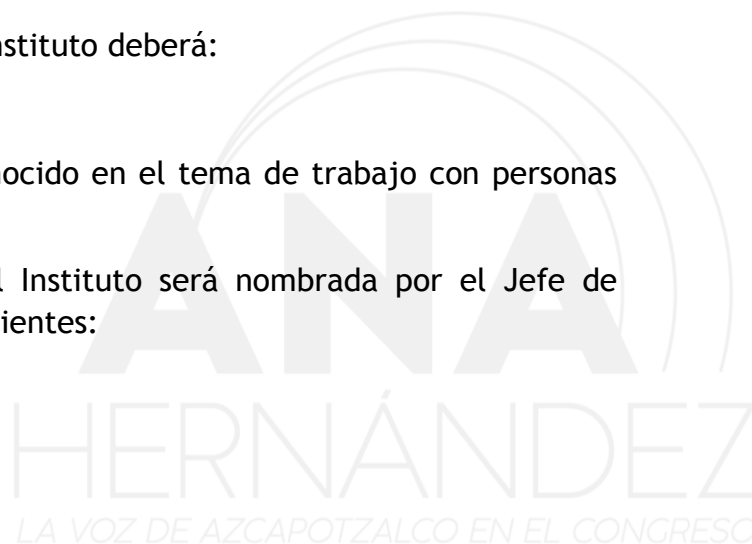 nstituto deberá:
nocido en el tema de trabajo con personas
l Instituto será nombrada por el Jefe de
ientes:
ANA
HERNÁNDEZ
LA VOZ DE AZCAPOTZALCO EN EL CONGRESO